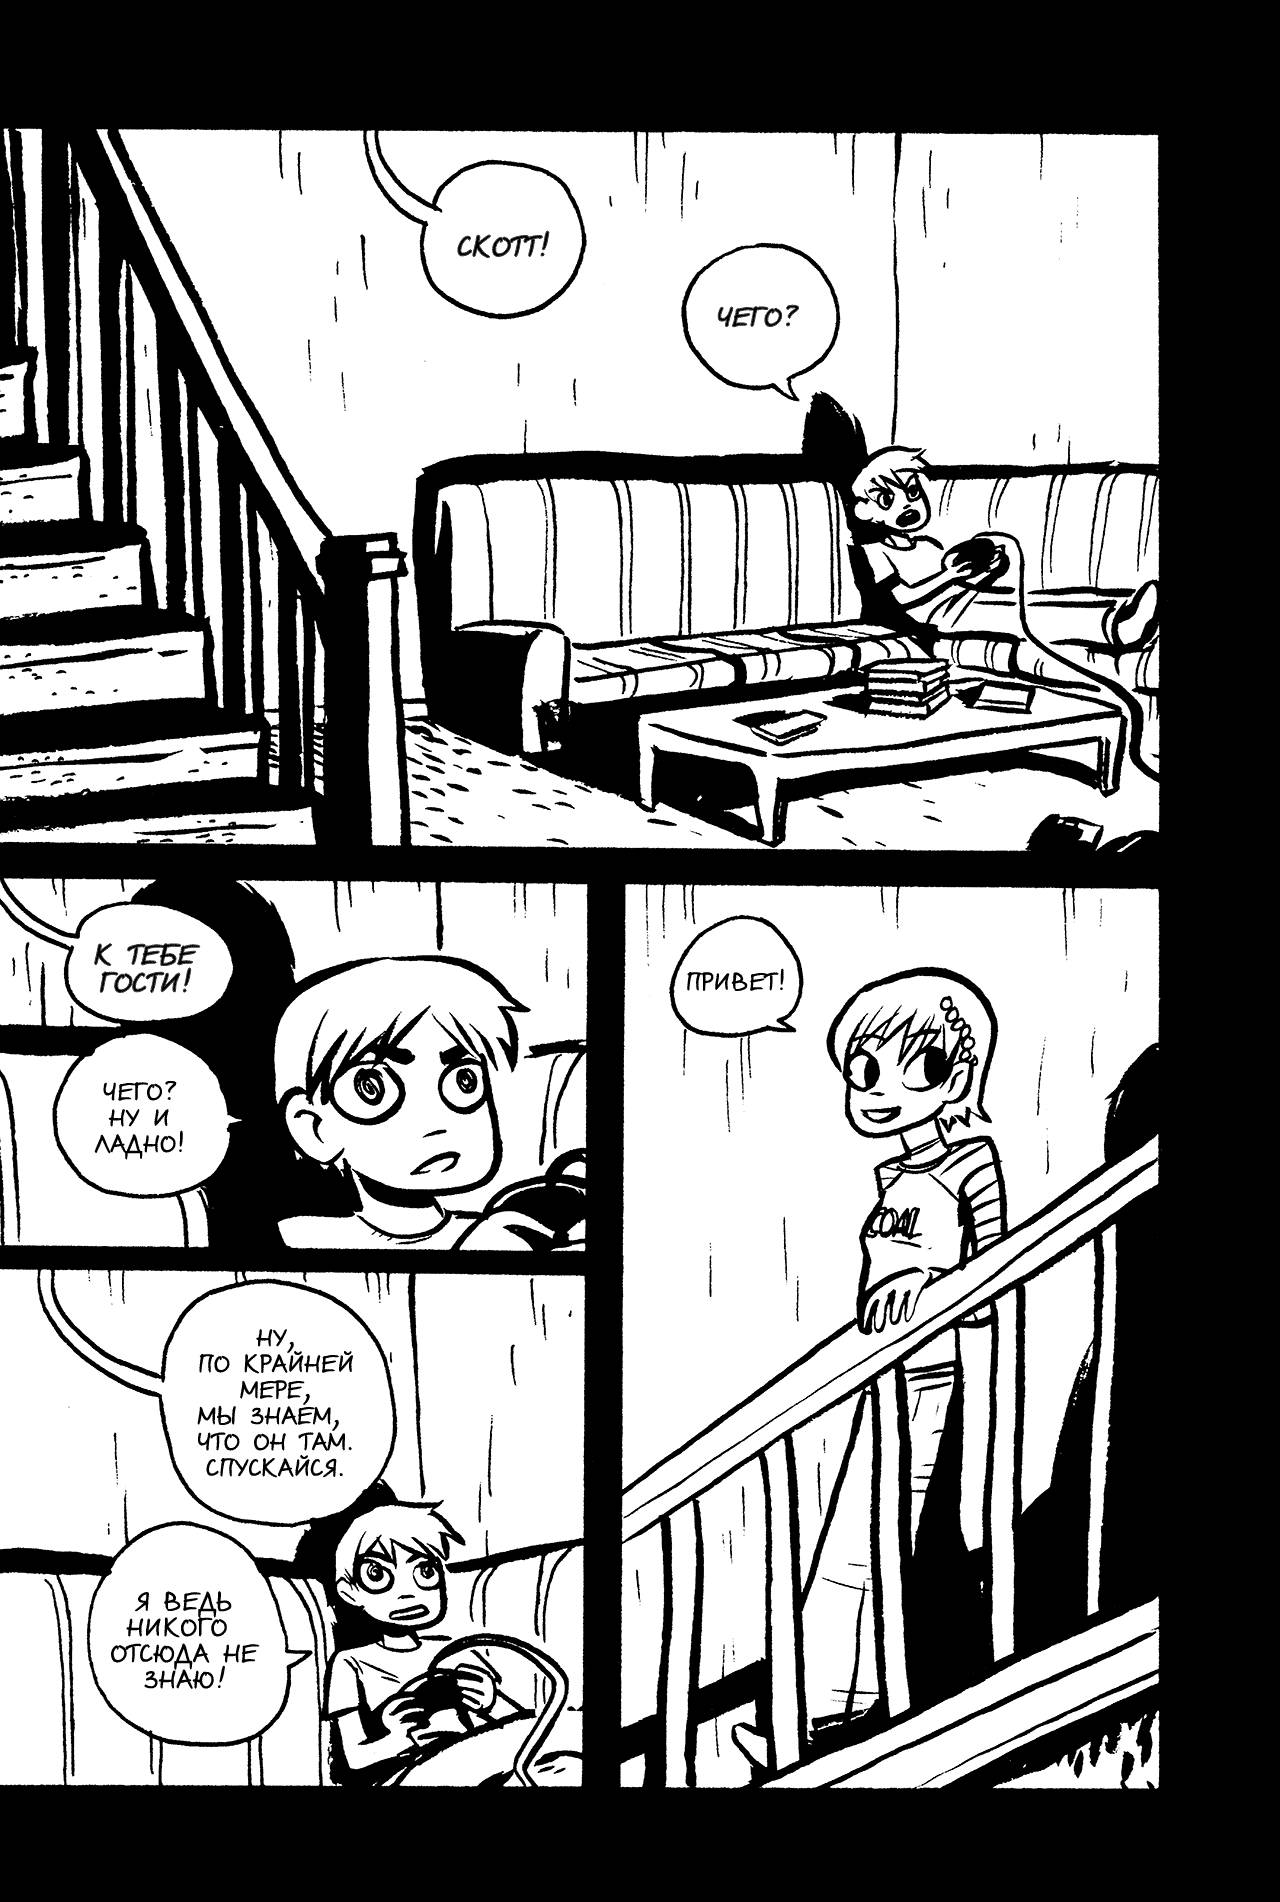 СКОТТ!
ЧЕГО?
К ТЕБЕ
ГОСТИ!
ЧЕГО?
НУ И
ЛАДНО!
НУ,
ПО КРАЙНЕЙ
МЕРЕ,
МЫ ЗНАЕМ,
ЧТО ОН ТАМ.
СПУСКАЙСЯ.
Я ВЕДЬ
НИКОГО
ОТСЮДА НЕ
ЗНАЮ!
ПРИВЕТ!
COAL